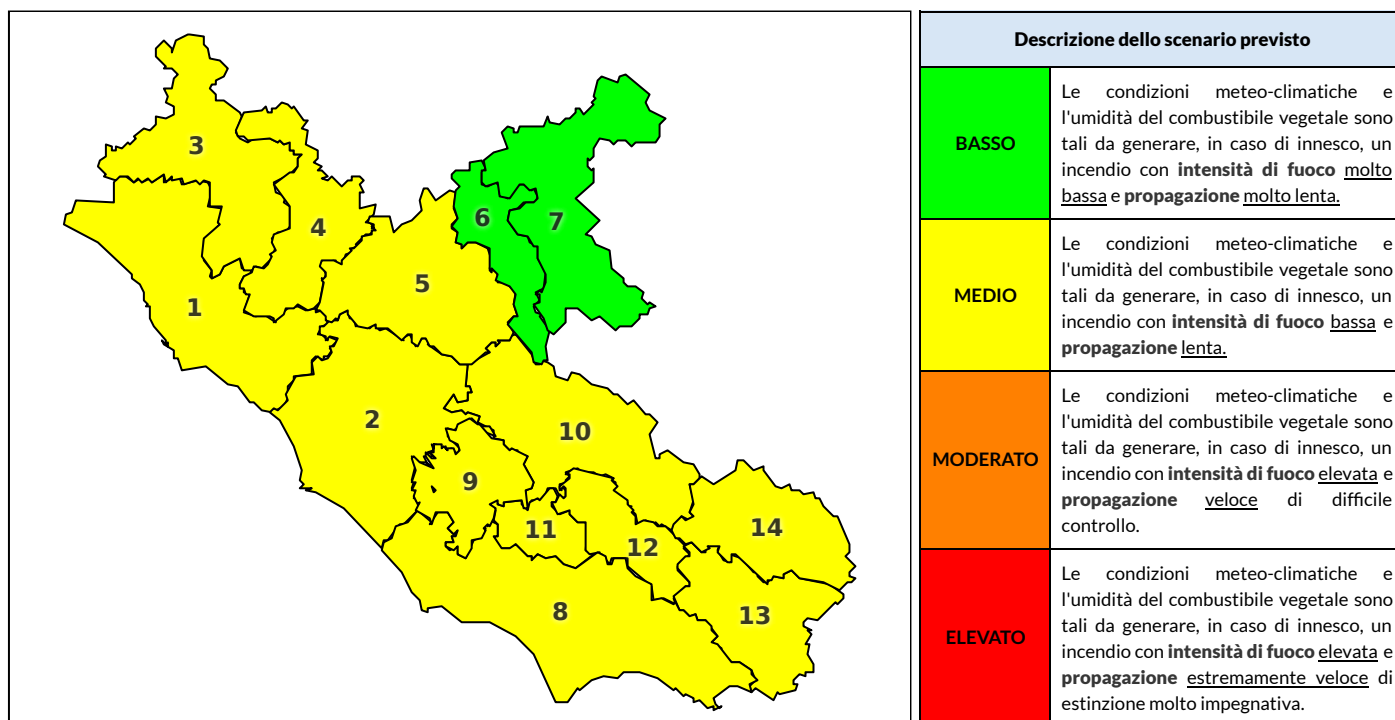 3
4
6
7
1
5
2
10
9
11
12
14
8
13
Descrizione dello scenario previsto
BASSO
Le condizioni meteo-climatiche e
l'umidità del combustibile vegetale sono
tali da generare, in caso di innesco, un
incendio con intensità di fuoco molto
bassa e propagazione molto lenta.
MEDIO
Le condizioni meteo-climatiche e
l'umidità del combustibile vegetale sono
tali da generare, in caso di innesco, un
incendio con intensità di fuoco bassa e
propagazione lenta.
MODERATO
Le condizioni meteo-climatiche e
l'umidità del combustibile vegetale sono
tali da generare, in caso di innesco, un
incendio con intensità di fuoco elevata e
propagazione veloce di difficile
controllo.
ELEVATO
Le condizioni meteo-climatiche e
l'umidità del combustibile vegetale sono
tali da generare, in caso di innesco, un
incendio con intensità di fuoco elevata e
propagazione estremamente veloce di
estinzione molto impegnativa.